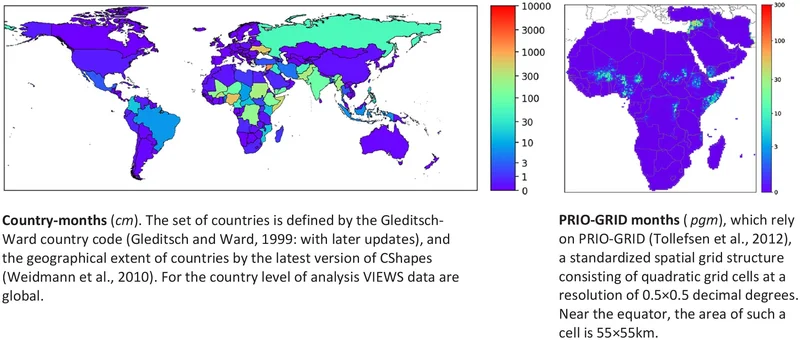 10000
3000
1000
300
100
30
10
3
1
0
300
100
30
10
3
0
Country-months (cm). The set of countries is defined by the Gleditsch-
Ward country code (Gleditsch and Ward, 1999: with later updates), and
the geographical extent of countries by the latest version of CShapes
(Weidmann et al., 2010). For the country level of analysis VIEWS data are
global.
PRIO-GRID months ( pgm), which rely
on PRIO-GRID (Tollefsen et al., 2012),
a standardized spatial grid structure
consisting of quadratic grid cells at a
resolution of 0.5×0.5 decimal degrees.
Near the equator, the area of such a
cell is 55×55km.